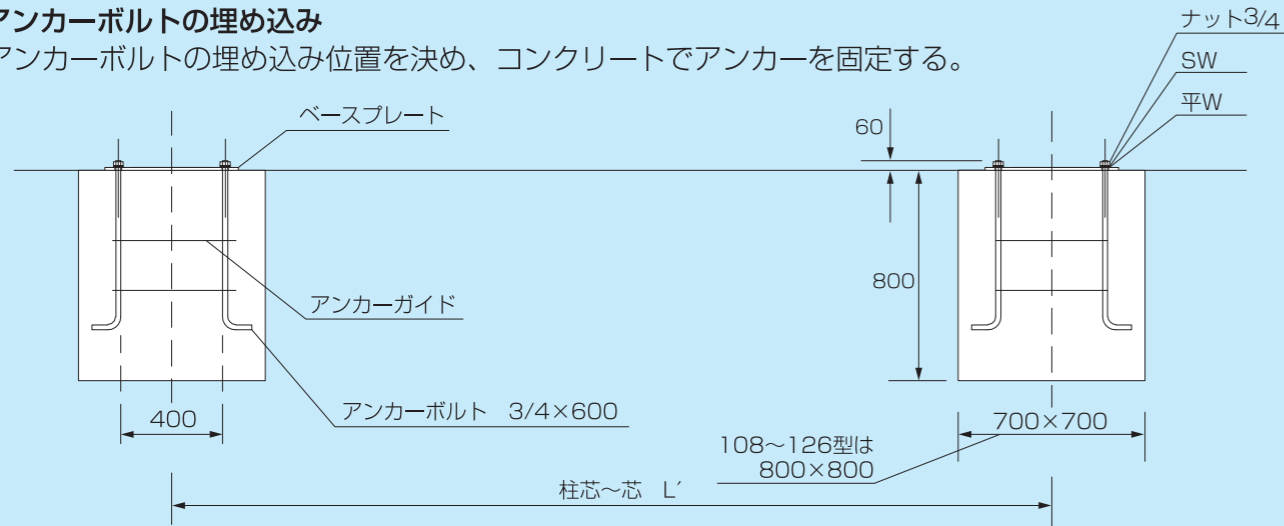 アンカーボルトの埋め込み
アンカーボルトの埋め込み位置を決め、コンクリートでアンカーを固定する。
ナット3/4
SW
平W
ベースプレート
60
800
アンカーガイド
アンカーボルト 3/4×600
400
700×700
108〜126型は
800×800
柱芯〜芯 L´